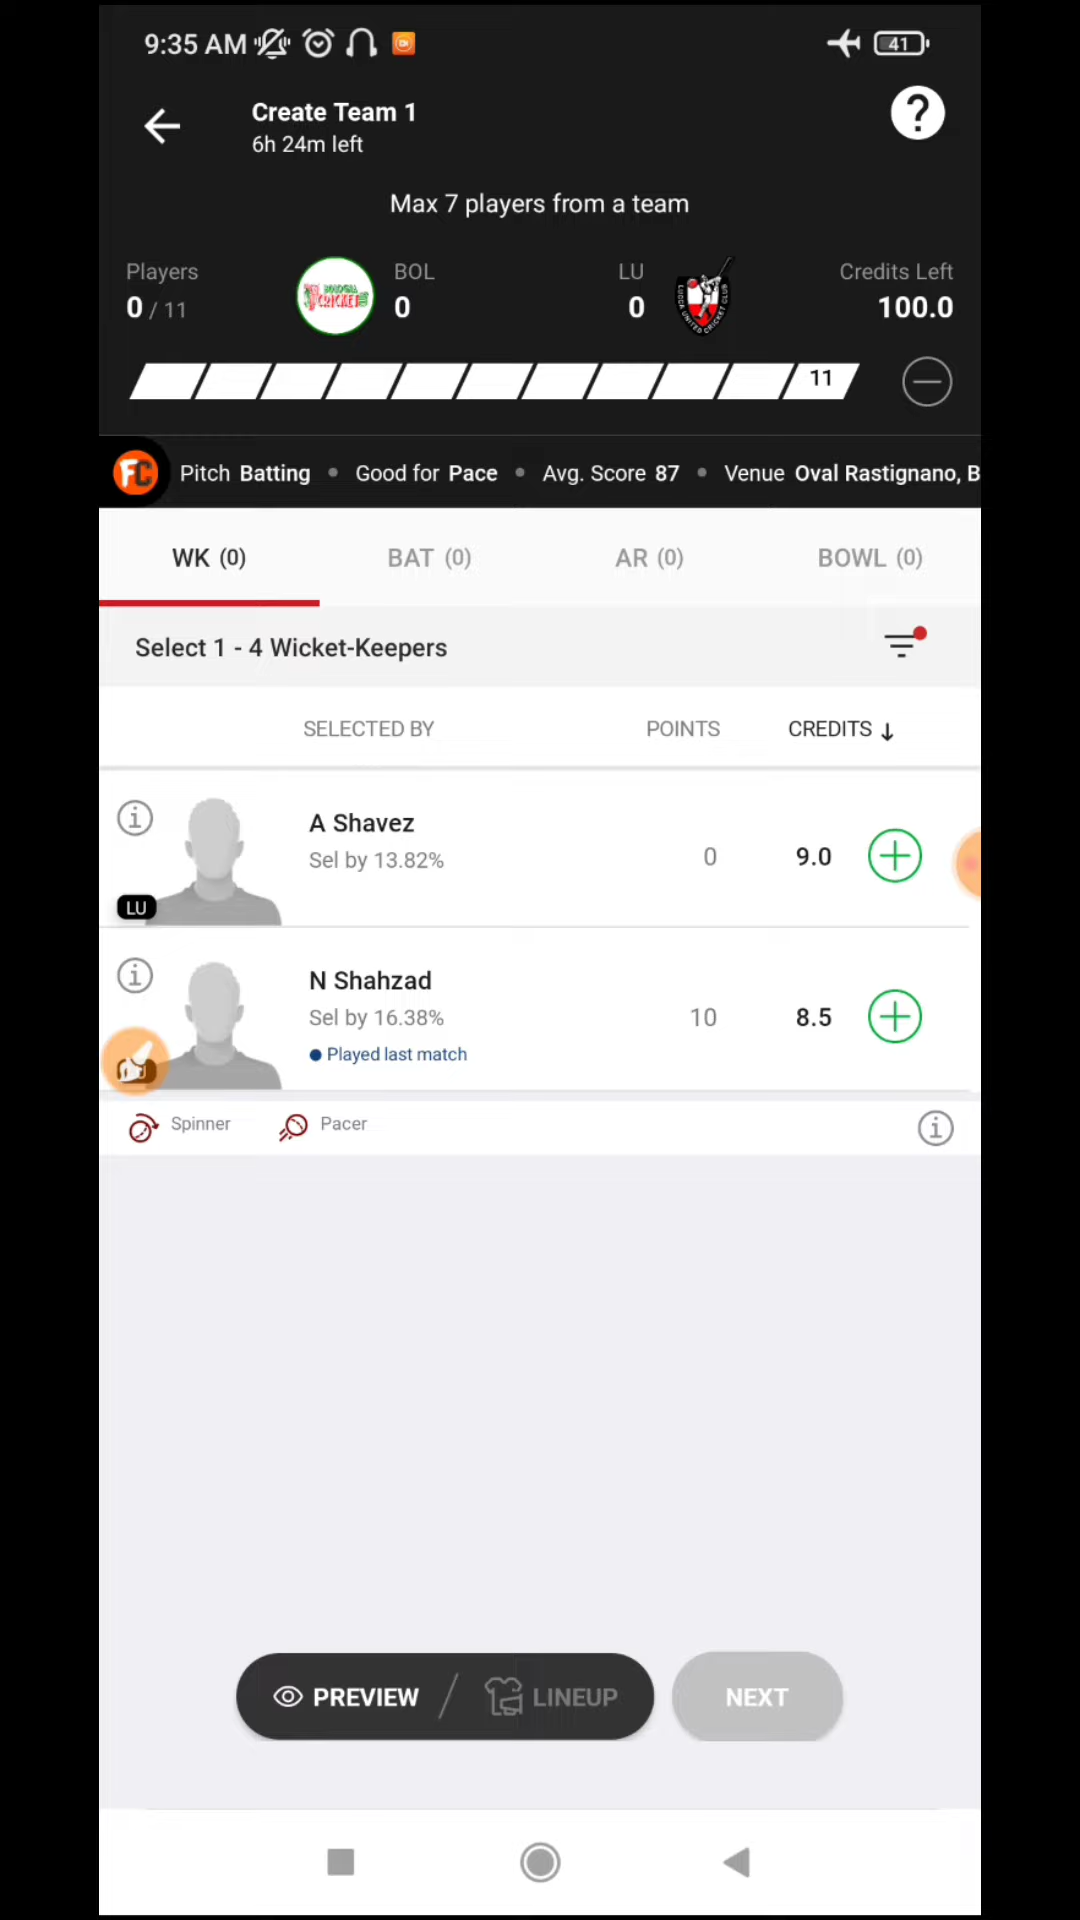 9:35 AM 41
Create Team 1
6h 24m left
?
Max 7 players from a team
Players BOL LU Credits Left
0 / 11 0 0 100.0
11
FC Pitch Batting • Good for Pace • Avg. Score 87 • Venue Oval Rastignano, B
WK (0) BAT (0) AR (0) BOWL (0)
Select 1 - 4 Wicket-Keepers
SELECTED BY POINTS CREDITS ↓
A Shavez
Sel by 13.82% 0 9.0
LU
N Shahzad
Sel by 16.38% 10 8.5
Played last match
Spinner Pacer
PREVIEW / LINEUP NEXT